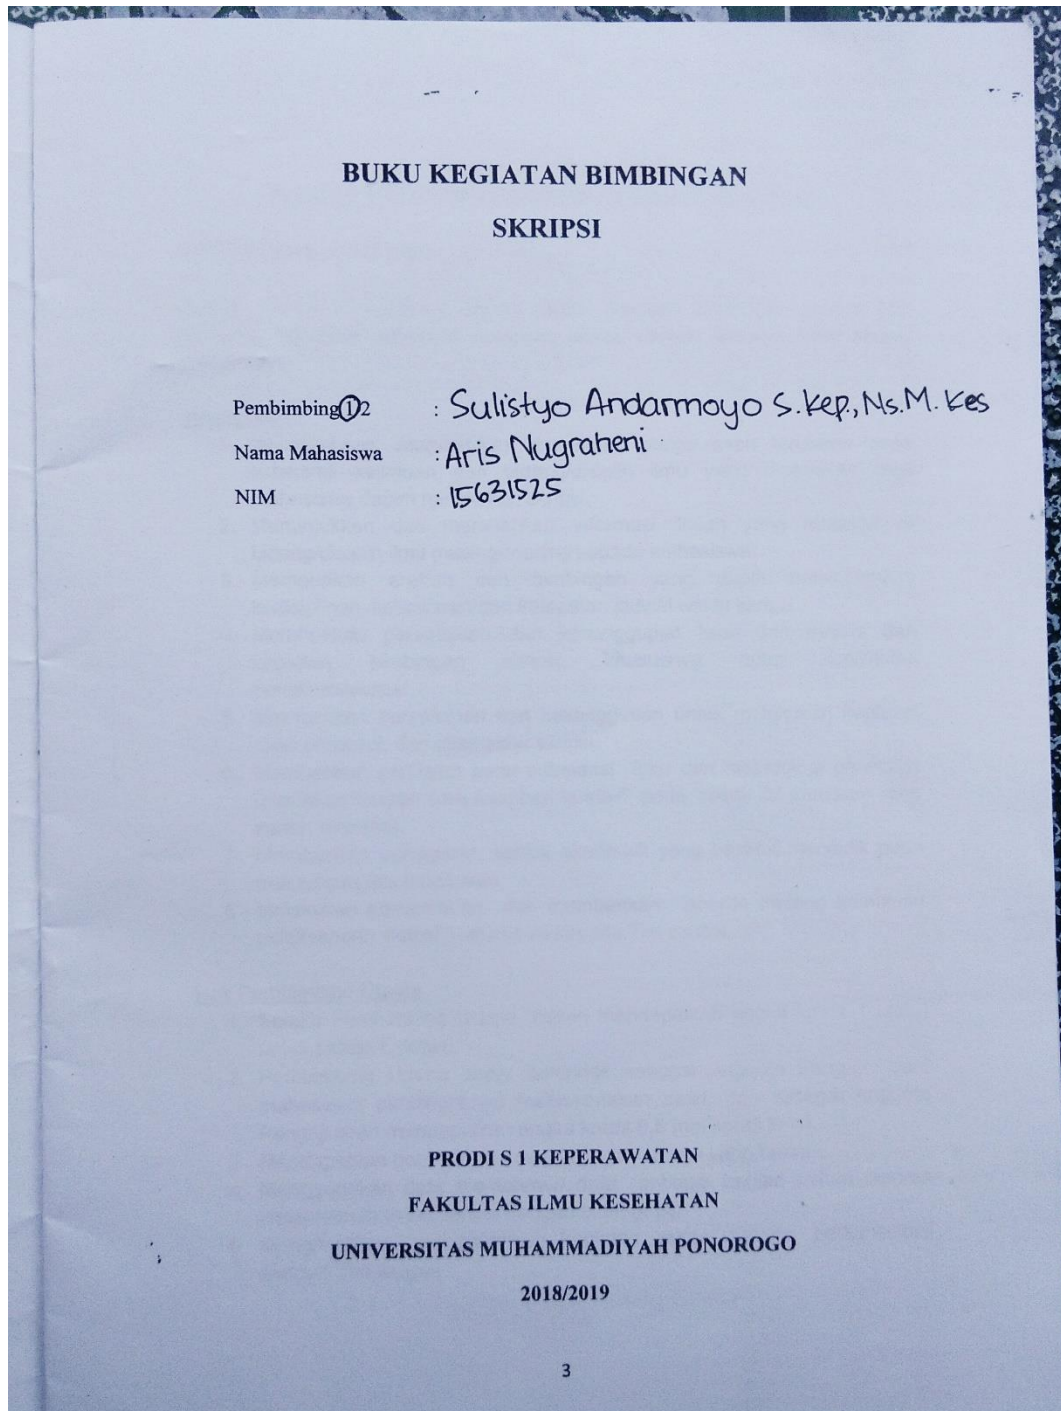 BUKU KEGIATAN BIMBINGAN
SKRIPSI
Pembimbing 1/2 : Sulistyo Andarmoyo S.Kep., Ns. M. Kes
Nama Mahasiswa : Aris Nugraheni
NIM : 15631525
PRODI S 1 KEPERAWATAN
FAKULTAS ILMU KESEHATAN
UNIVERSITAS MUHAMMADIYAH PONOROGO
2018/2019
3